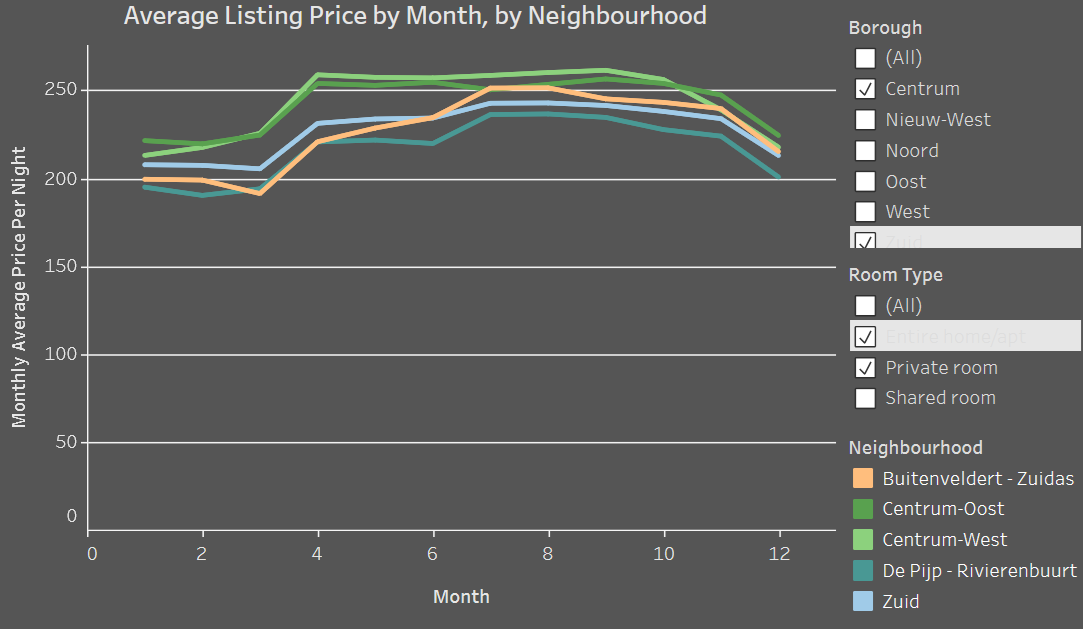 Average Listing Price by Month, by Neighbourhood
Monthly Average Price Per Night
250
200
150
100
50
0
0 2 4 6 8 10 12
Month
Borough
(All)
Centrum
Nieuw-West
Noord
Oost
West
Zuid
Room Type
(All)
Entire home/apt
Private room
Shared room
Neighbourhood
Buitenveldert - Zuidas
Centrum-Oost
Centrum-West
De Pijp - Rivierenbuurt
Zuid